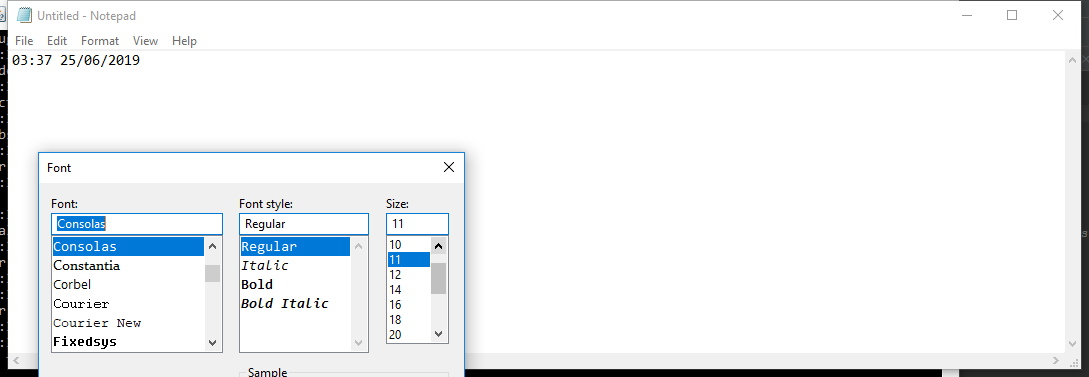 Untitled - Notepad
File Edit Format View Help
03:37 25/06/2019
Font
Font: Font style: Size:
Consolas Regular 11
Consolas Regular 10
Constantia Italic 11
Corbel Bold 12
Courier Bold Italic 14
Courier New 16
Fixedsys 18
20
Sample